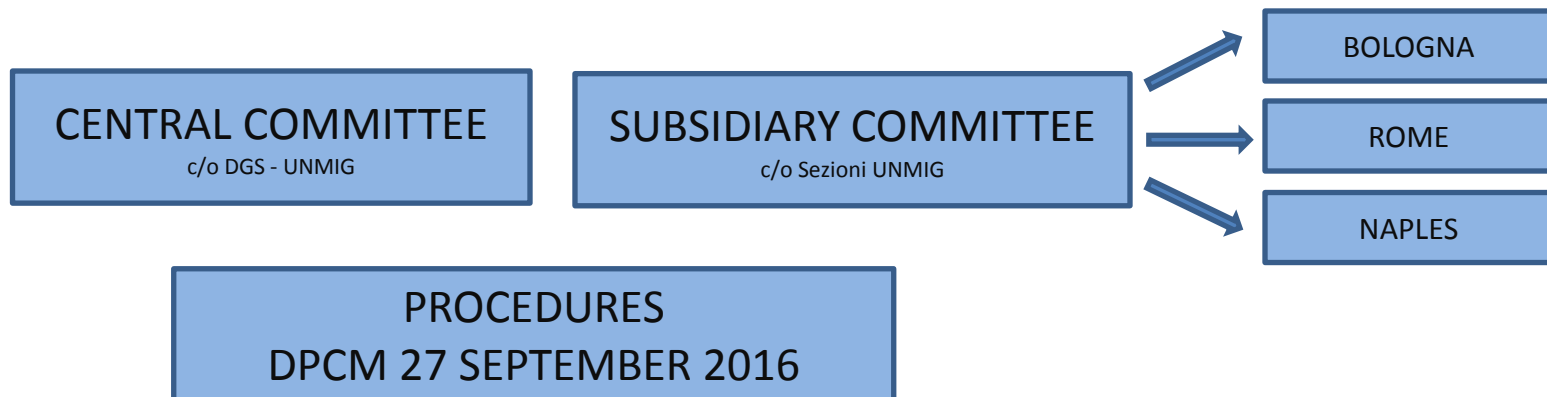 CENTRAL COMMITTEE
c/o DGS - UNMIG
SUBSIDIARY COMMITTEE
c/o Sezioni UNMIG
BOLOGNA
ROME
NAPLES
PROCEDURES
DPCM 27 SEPTEMBER 2016